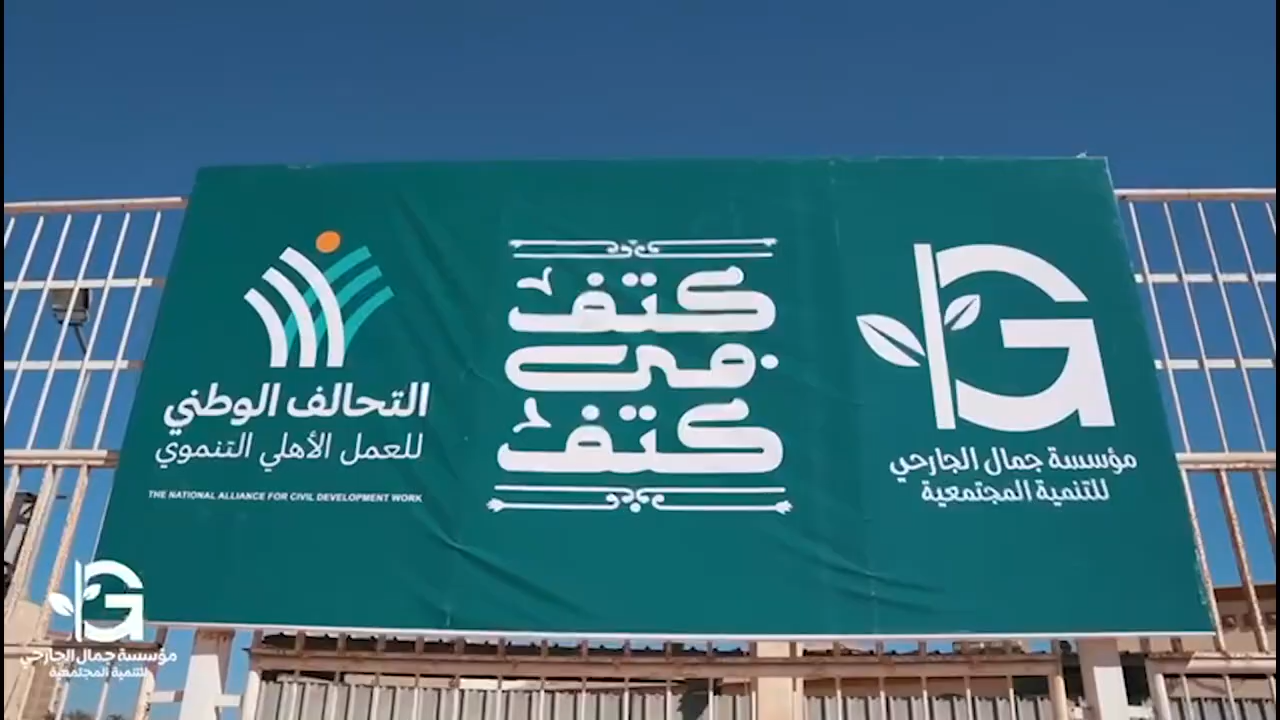 مؤسسة جمال الجارحي
للتنمية المجتمعية
كتف
في
كتف
التحالف الوطني
للعمل الأهلي التنموي
THE NATIONAL ALLIANCE FOR CIVIL DEVELOPMENT WORK
مؤسسة جمال الجارحي
للتنمية المجتمعية